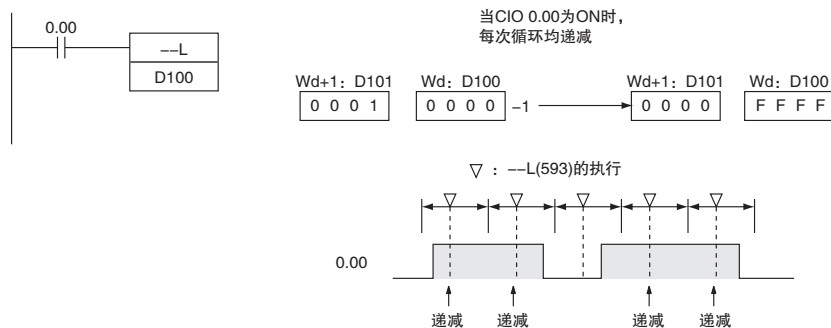 0.00
--L
D100
当CIO 0.00为ON时，
每次循环均递减
Wd+1：D101 Wd：D100 Wd+1：D101 Wd：D100
0 0 0 1 0 0 0 0 –1 0 0 0 0 F F F F
▽ ：--L(593)的执行
0.00
递减 递减 递减 递减